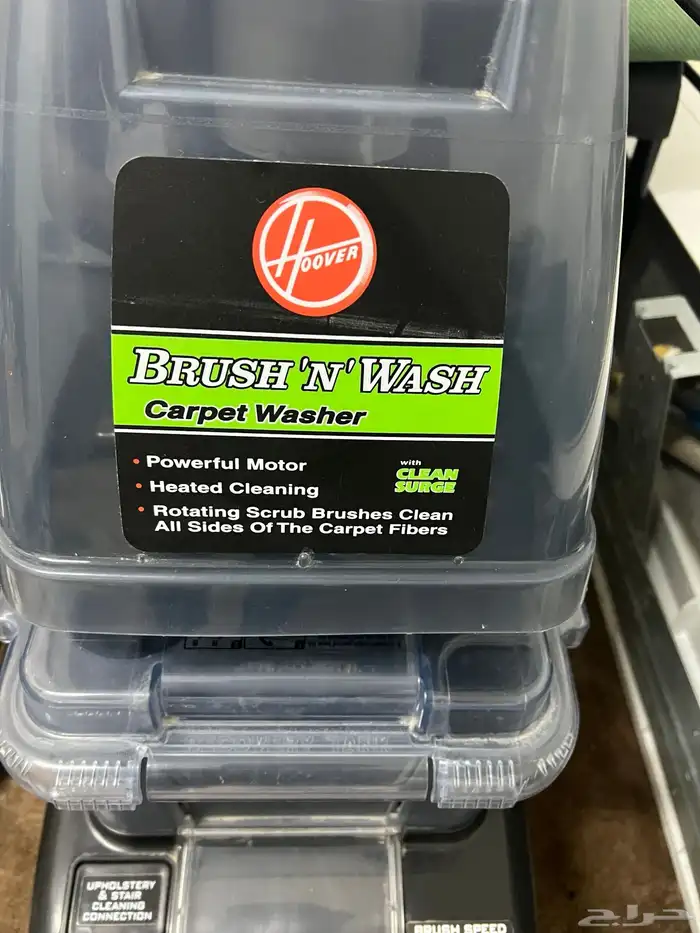 HOOVER
BRUSH 'N' WASH
Carpet Washer
• Powerful Motor
• Heated Cleaning
• Rotating Scrub Brushes Clean
All Sides Of The Carpet Fibers
with
CLEAN
SURGE
UPHOLSTERY
& STAIR
CLEANING
CONNECTION
BRUSH SPEED
حراج